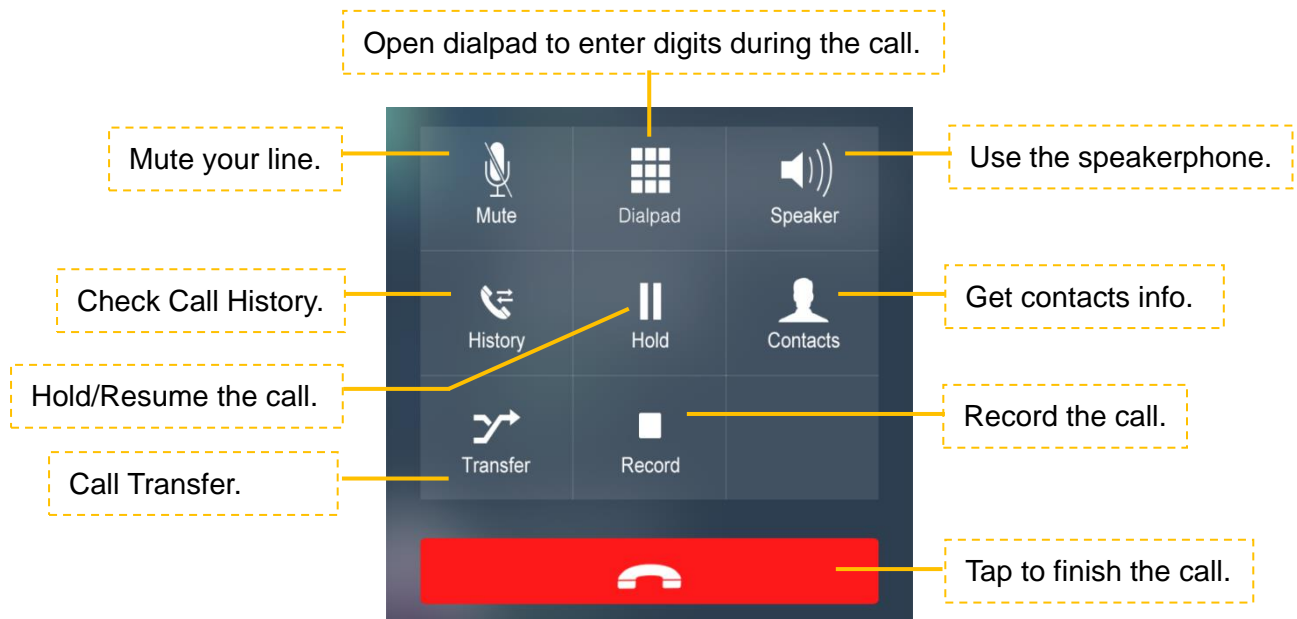 Open dialpad to enter digits during the call.
Mute your line.
Use the speakerphone.
Mute
Dialpad
Speaker
Check Call History.
Get contacts info.
History
Hold
Contacts
Hold/Resume the call.
Record the call.
Transfer
Record
Call Transfer.
Tap to finish the call.